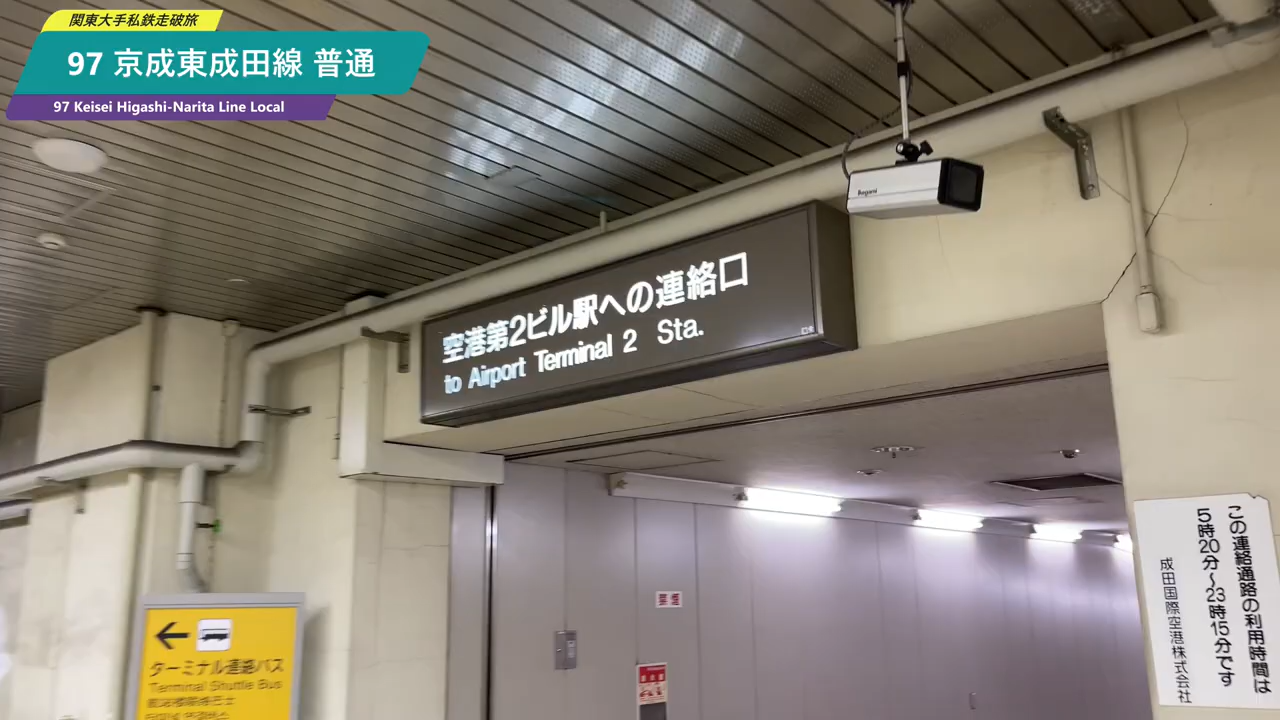 関東大手私鉄走破旅
97 京成東成田線 普通
97 Keisei Higashi-Narita Line Local
Ikegami
空港第2ビル駅への連絡口
to Airport Terminal 2 Sta.
禁煙
ターミナル連絡バス
Terminal Shuttle Bus
この連絡通路の利用時間は
5時20分～23時15分です
成田国際空港株式会社